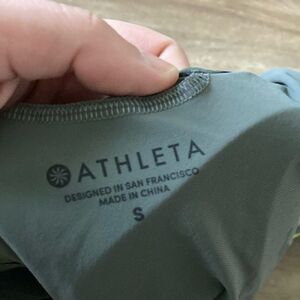 ATHLETA
DESIGNED IN SAN FRANCISCO
MADE IN CHINA
S